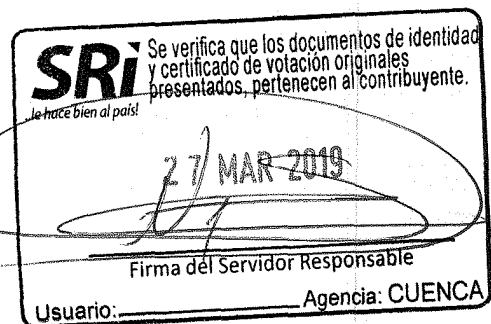 SRi
..le hace bien al país!
Se verifica que los documentos de identidad
y certificado de votación originales
presentados, pertenecen al contribuyente.
27 MAR 2019
Firma del Servidor Responsable
Usuario: Agencia: CUENCA